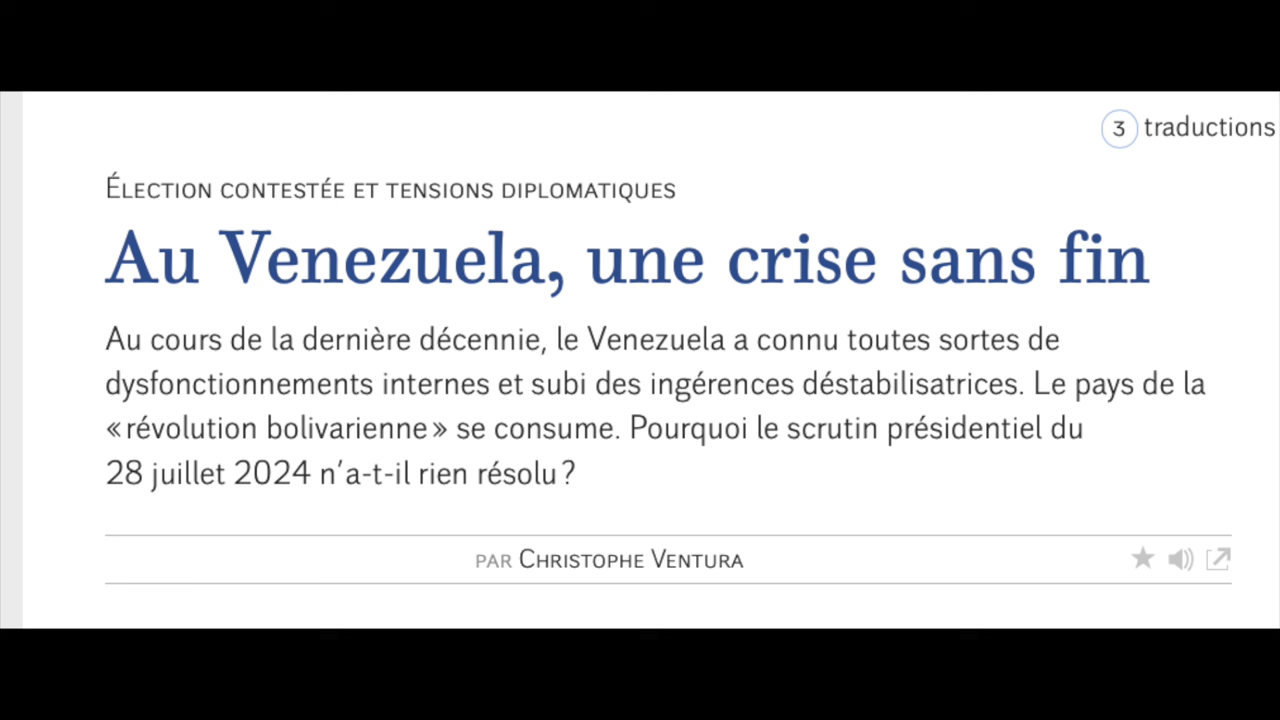 3 traductions
Élection contestée et tensions diplomatiques
Au Venezuela, une crise sans fin
Au cours de la dernière décennie, le Venezuela a connu toutes sortes de
dysfonctionnements internes et subi des ingérences déstabilisatrices. Le pays de la
« révolution bolivarienne » se consume. Pourquoi le scrutin présidentiel du
28 juillet 2024 n’a-t-il rien résolu ?
par Christophe Ventura